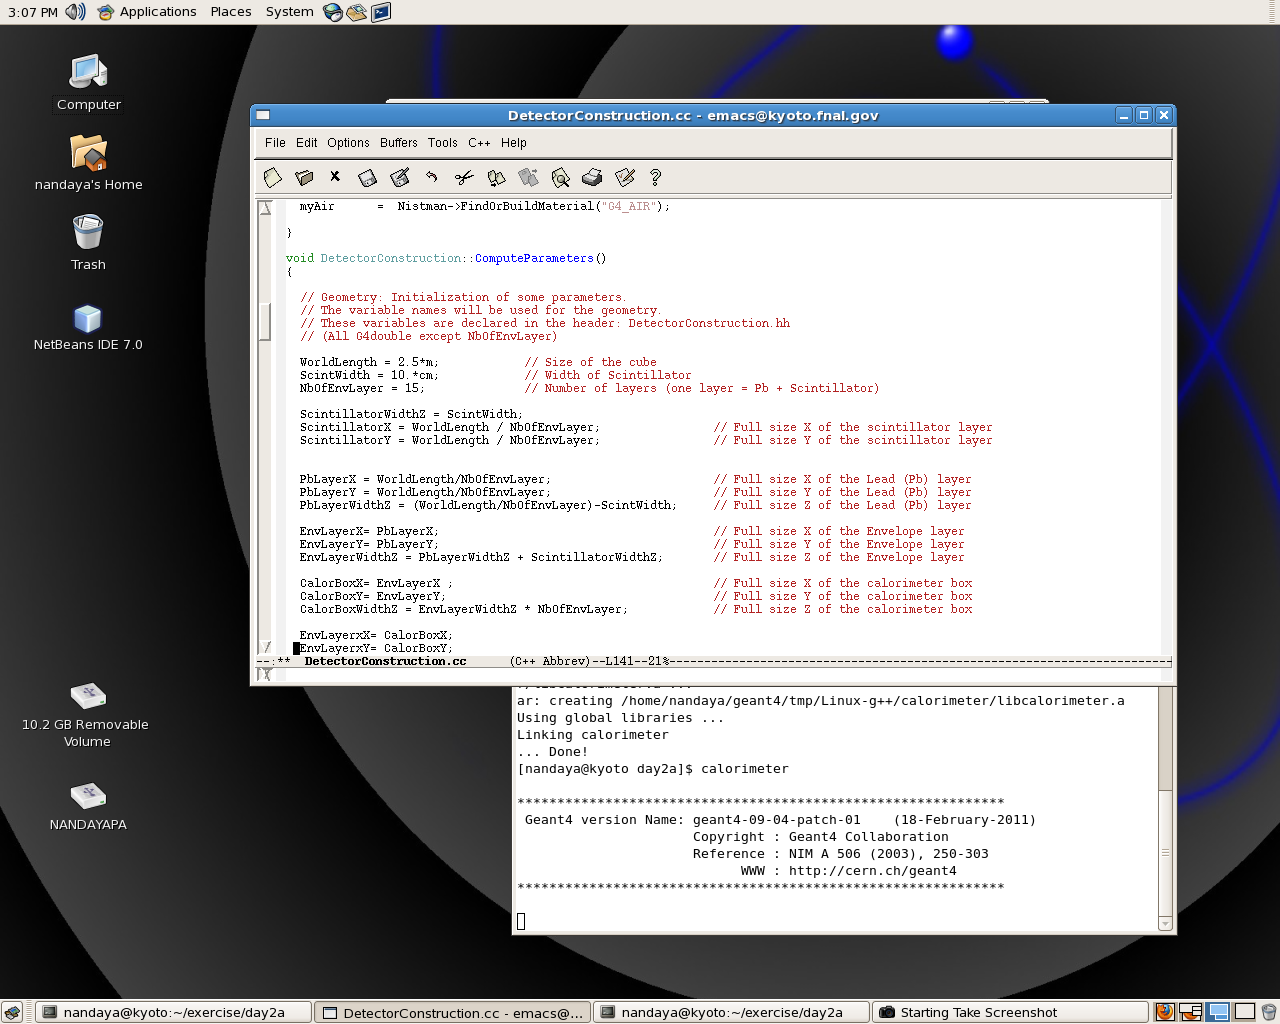 3:07 PM Applications Places System
Computer
nandaya's Home
Trash
NetBeans IDE 7.0
10.2 GB Removable
Volume
NANDAYAPA
DetectorConstruction.cc - emacs@kyoto.fnal.gov
File Edit Options Buffers Tools C++ Help
myAir      =  Nistman->FindOrBuildMaterial("G4_AIR");
}
void DetectorConstruction::ComputeParameters()
{
// Geometry: Initialization of some parameters.
// The variable names will be used for the geometry.
// These variables are declared in the header: DetectorConstruction.hh
// (All G4double except NbOfEnvLayer)
WorldLength = 2.5*m;            // Size of the cube
ScintWidth = 10.*cm;            // Width of Scintillator
NbOfEnvLayer = 15;              // Number of layers (one layer = Pb + Scintillator)
ScintillatorWidthZ = ScintWidth;
ScintillatorX = WorldLength / NbOfEnvLayer;                // Full size X of the scintillator layer
ScintillatorY = WorldLength / NbOfEnvLayer;                // Full size Y of the scintillator layer
PbLayerX = WorldLength/NbOfEnvLayer;                       // Full size X of the Lead (Pb) layer
PbLayerY = WorldLength/NbOfEnvLayer;                       // Full size Y of the Lead (Pb) layer
PbLayerWidthZ = (WorldLength/NbOfEnvLayer)-ScintWidth;     // Full size Z of the Lead (Pb) layer
EnvLayerX= PbLayerX;                                       // Full size X of the Envelope layer
EnvLayerY= PbLayerY;                                       // Full size Y of the Envelope layer
EnvLayerWidthZ = PbLayerWidthZ + ScintillatorWidthZ;       // Full size Z of the Envelope layer
CalorBoxX= EnvLayerX ;                                     // Full size X of the calorimeter box
CalorBoxY= EnvLayerY;                                      // Full size Y of the calorimeter box
CalorBoxWidthZ = EnvLayerWidthZ * NbOfEnvLayer;            // Full size Z of the calorimeter box
EnvLayerxX= CalorBoxX;
EnvLayerxY= CalorBoxY;
--:**  DetectorConstruction.cc      (C++ Abbrev)--L141--21%---
ar: creating /home/nandaya/geant4/tmp/Linux-g++/calorimeter/libcalorimeter.a
Using global libraries ...
Linking calorimeter
... Done!
[nandaya@kyoto day2a]$ calorimeter
*************************************************************
Geant4 version Name: geant4-09-04-patch-01    (18-February-2011)
Copyright : Geant4 Collaboration
Reference : NIM A 506 (2003), 250-303
WWW : http://cern.ch/geant4
*************************************************************
nandaya@kyoto:~/exercise/day2a DetectorConstruction.cc - emacs@... nandaya@kyoto:~/exercise/day2a Starting Take Screenshot